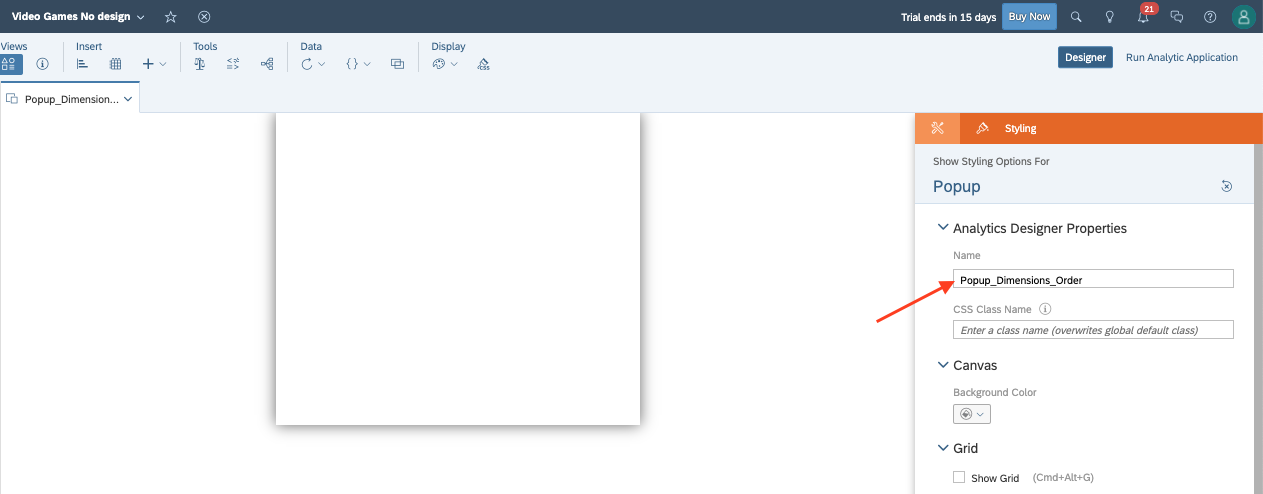 Video Games No design
Trial ends in 15 days
Buy Now
21
Views
Insert
Tools
Data
Display
CSS
Designer
Run Analytic Application
Popup_Dimension...
Styling
Show Styling Options For
Popup
Analytics Designer Properties
Name
Popup_Dimensions_Order
CSS Class Name
Enter a class name (overwrites global default class)
Canvas
Background Color
Grid
Show Grid (Cmd+Alt+G)